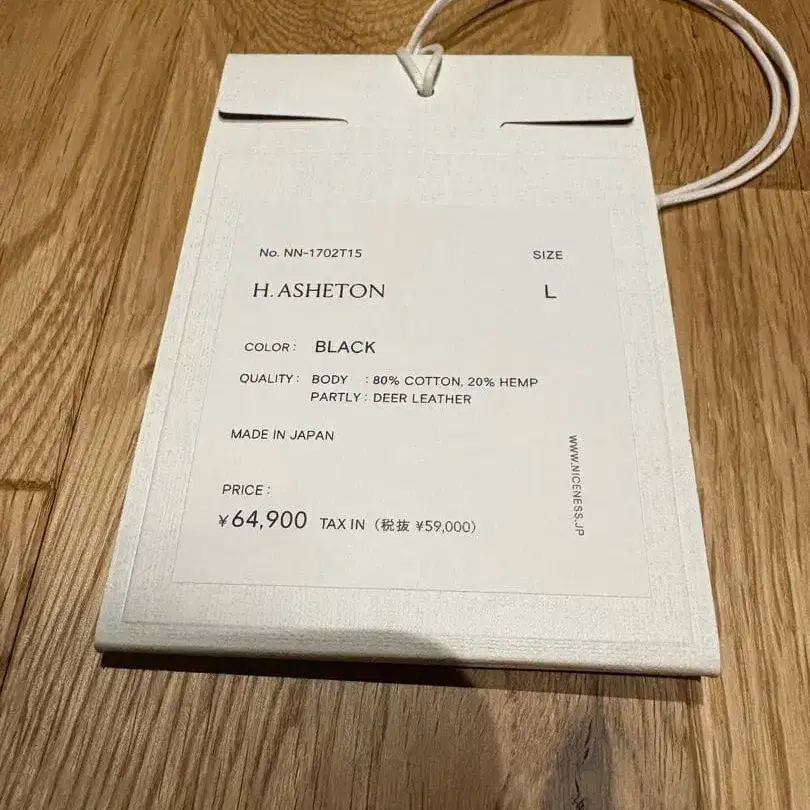 No. NN-1702T15
SIZE
H. ASHETON
L
COLOR: BLACK
QUALITY: BODY : 80% COTTON, 20% HEMP
PARTLY : DEER LEATHER
MADE IN JAPAN
WWW.NICENESS.JP
PRICE:
¥64,900 TAX IN (税抜 ¥59,000)